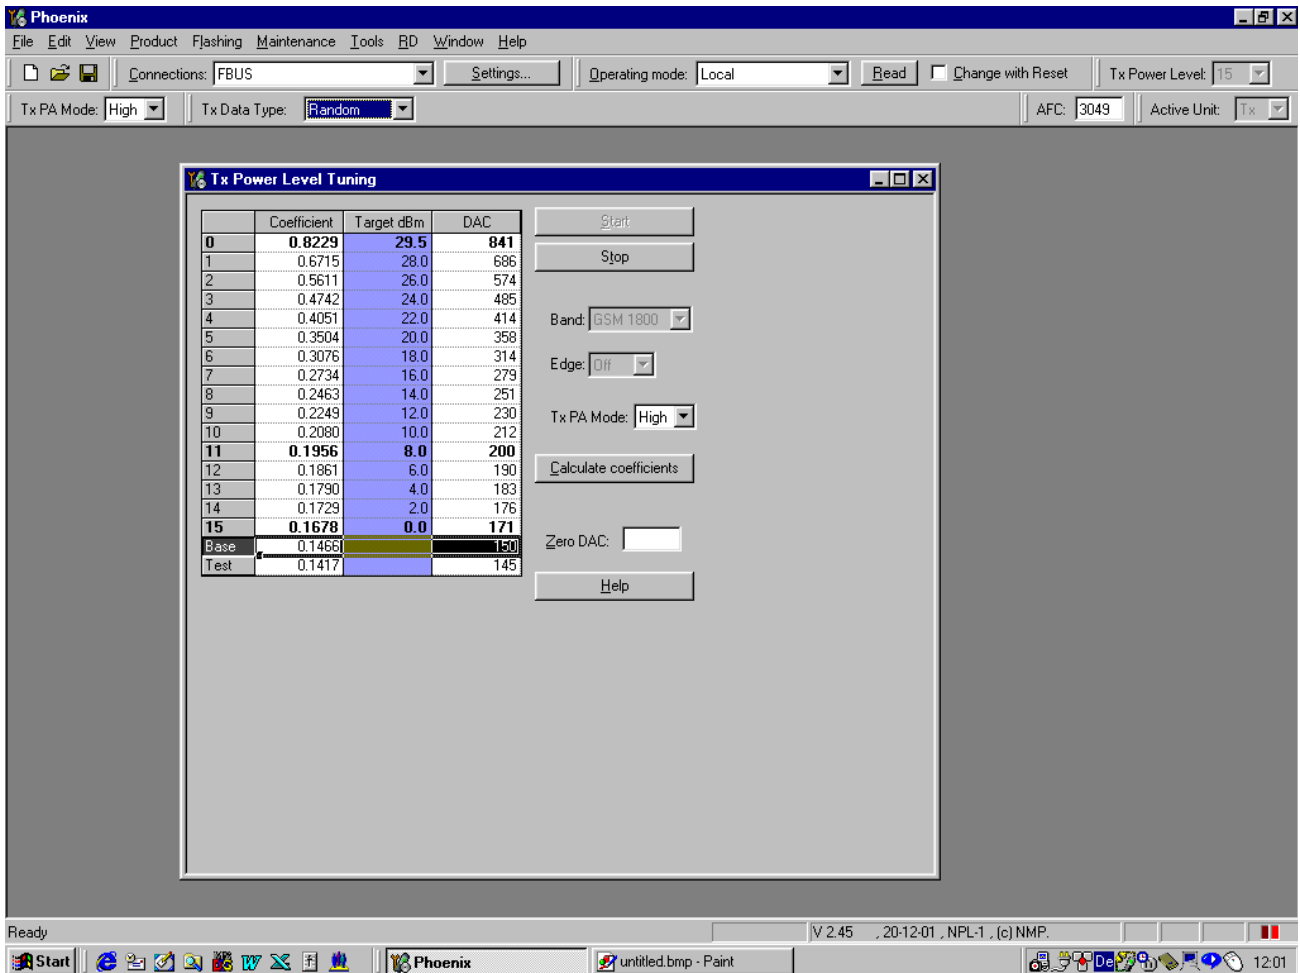 Phoenix
File Edit View Product Flashing Maintenance Tools RD Window Help
Connections: FBUS Settings... Operating mode: Local Read Change with Reset Tx Power Level: 15
Tx PA Mode: High Tx Data Type: Random AFC: 3049 Active Unit: Tx
Tx Power Level Tuning
Coefficient Target dBm DAC
0 0.8229 29.5 841
1 0.6715 28.0 686
2 0.5611 26.0 574
3 0.4742 24.0 485
4 0.4051 22.0 414
5 0.3504 20.0 358
6 0.3076 18.0 314
7 0.2734 16.0 279
8 0.2463 14.0 251
9 0.2249 12.0 230
10 0.2080 10.0 212
11 0.1956 8.0 200
12 0.1861 6.0 190
13 0.1790 4.0 183
14 0.1729 2.0 176
15 0.1678 0.0 171
Base 0.1466 150
Test 0.1417 145
Start
Stop
Band: GSM 1800
Edge: Off
Tx PA Mode: High
Calculate coefficients
Zero DAC:
Help
Ready V 2.45 , 20-12-01 , NPL-1 , (c) NMP.
Start Phoenix untitled.bmp - Paint De 12:01